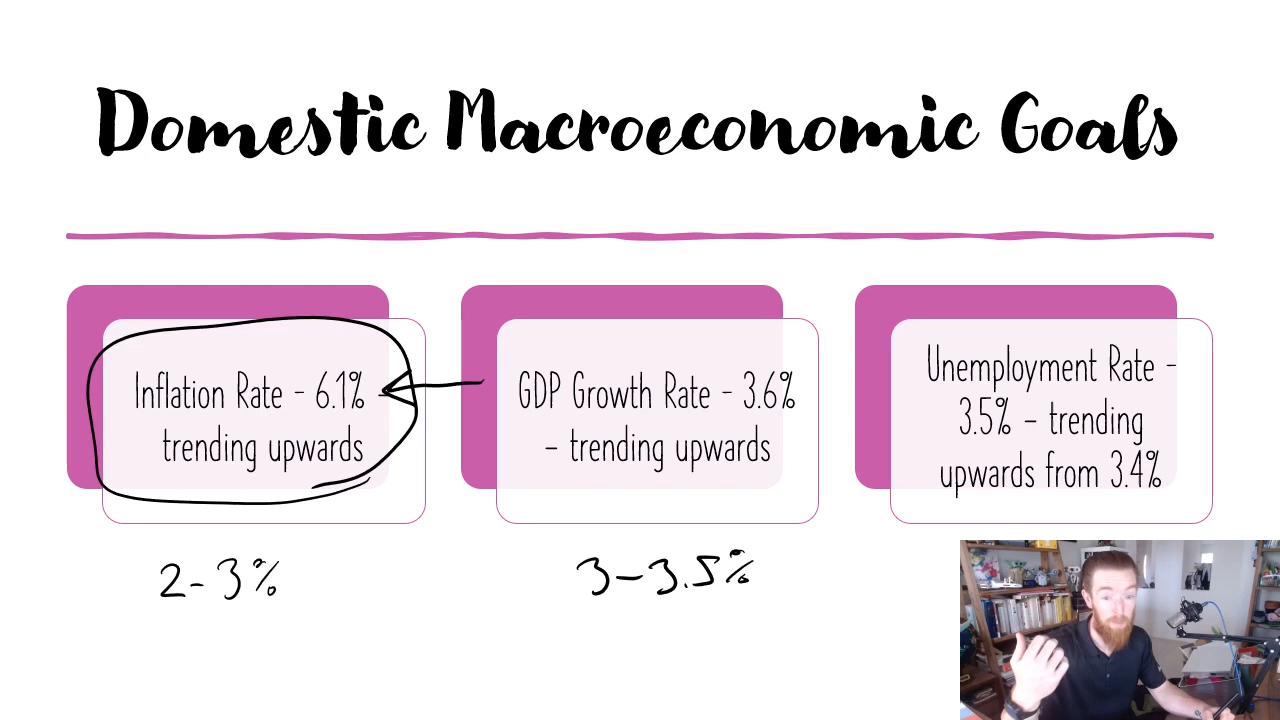 Domestic Macroeconomic Goals
Inflation Rate - 6.1%
trending upwards
GDP Growth Rate - 3.6%
- trending upwards
Unemployment Rate -
3.5% - trending
upwards from 3.4%
2-3%
3-3.5%